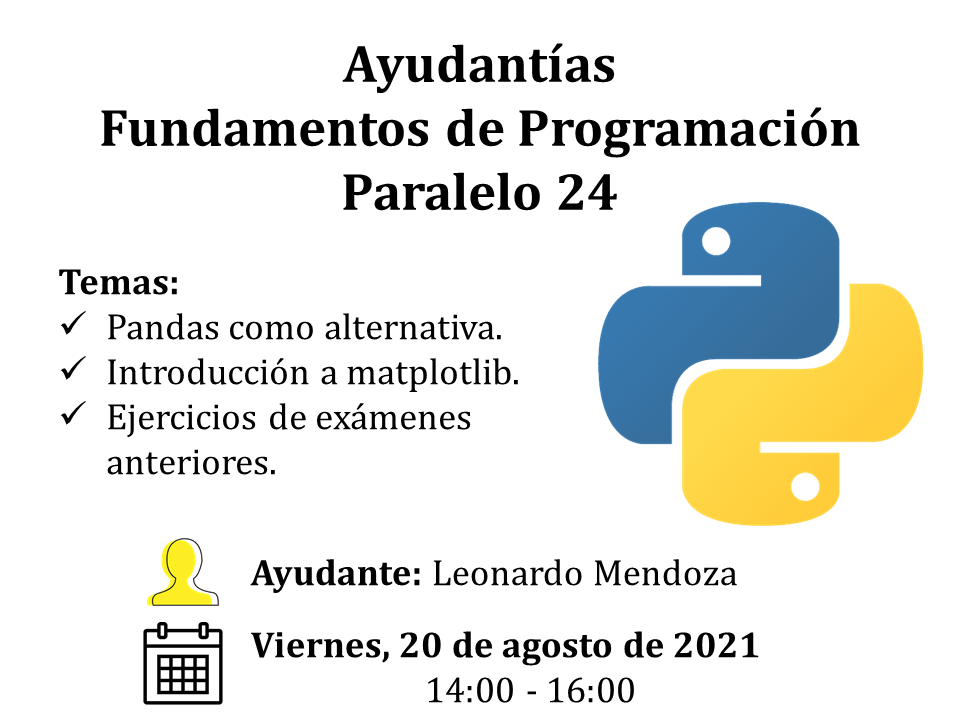 Ayudantías
Fundamentos de Programación
Paralelo 24
Temas:
✓ Pandas como alternativa.
✓ Introducción a matplotlib.
✓ Ejercicios de exámenes
anteriores.
Ayudante: Leonardo Mendoza
Viernes, 20 de agosto de 2021
14:00 - 16:00